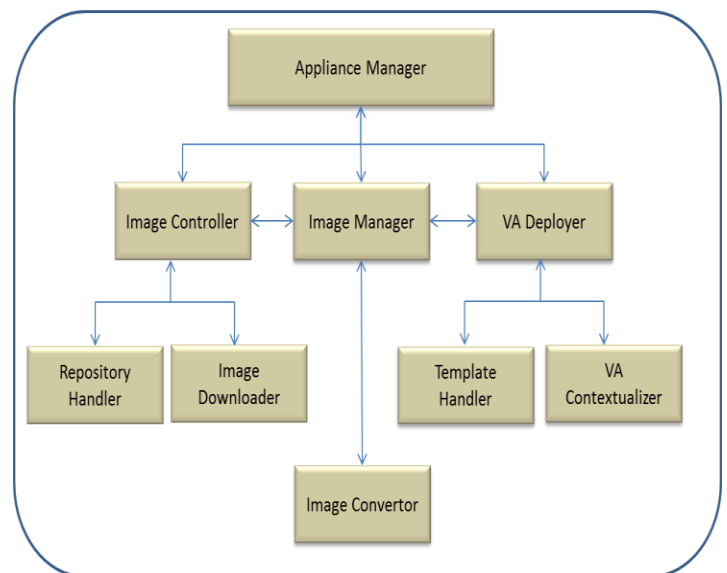 Appliance Manager
Image Controller
Image Manager
VA Deployer
Repository
Handler
Image
Downloader
Template
Handler
VA
Contextualizer
Image Convertor